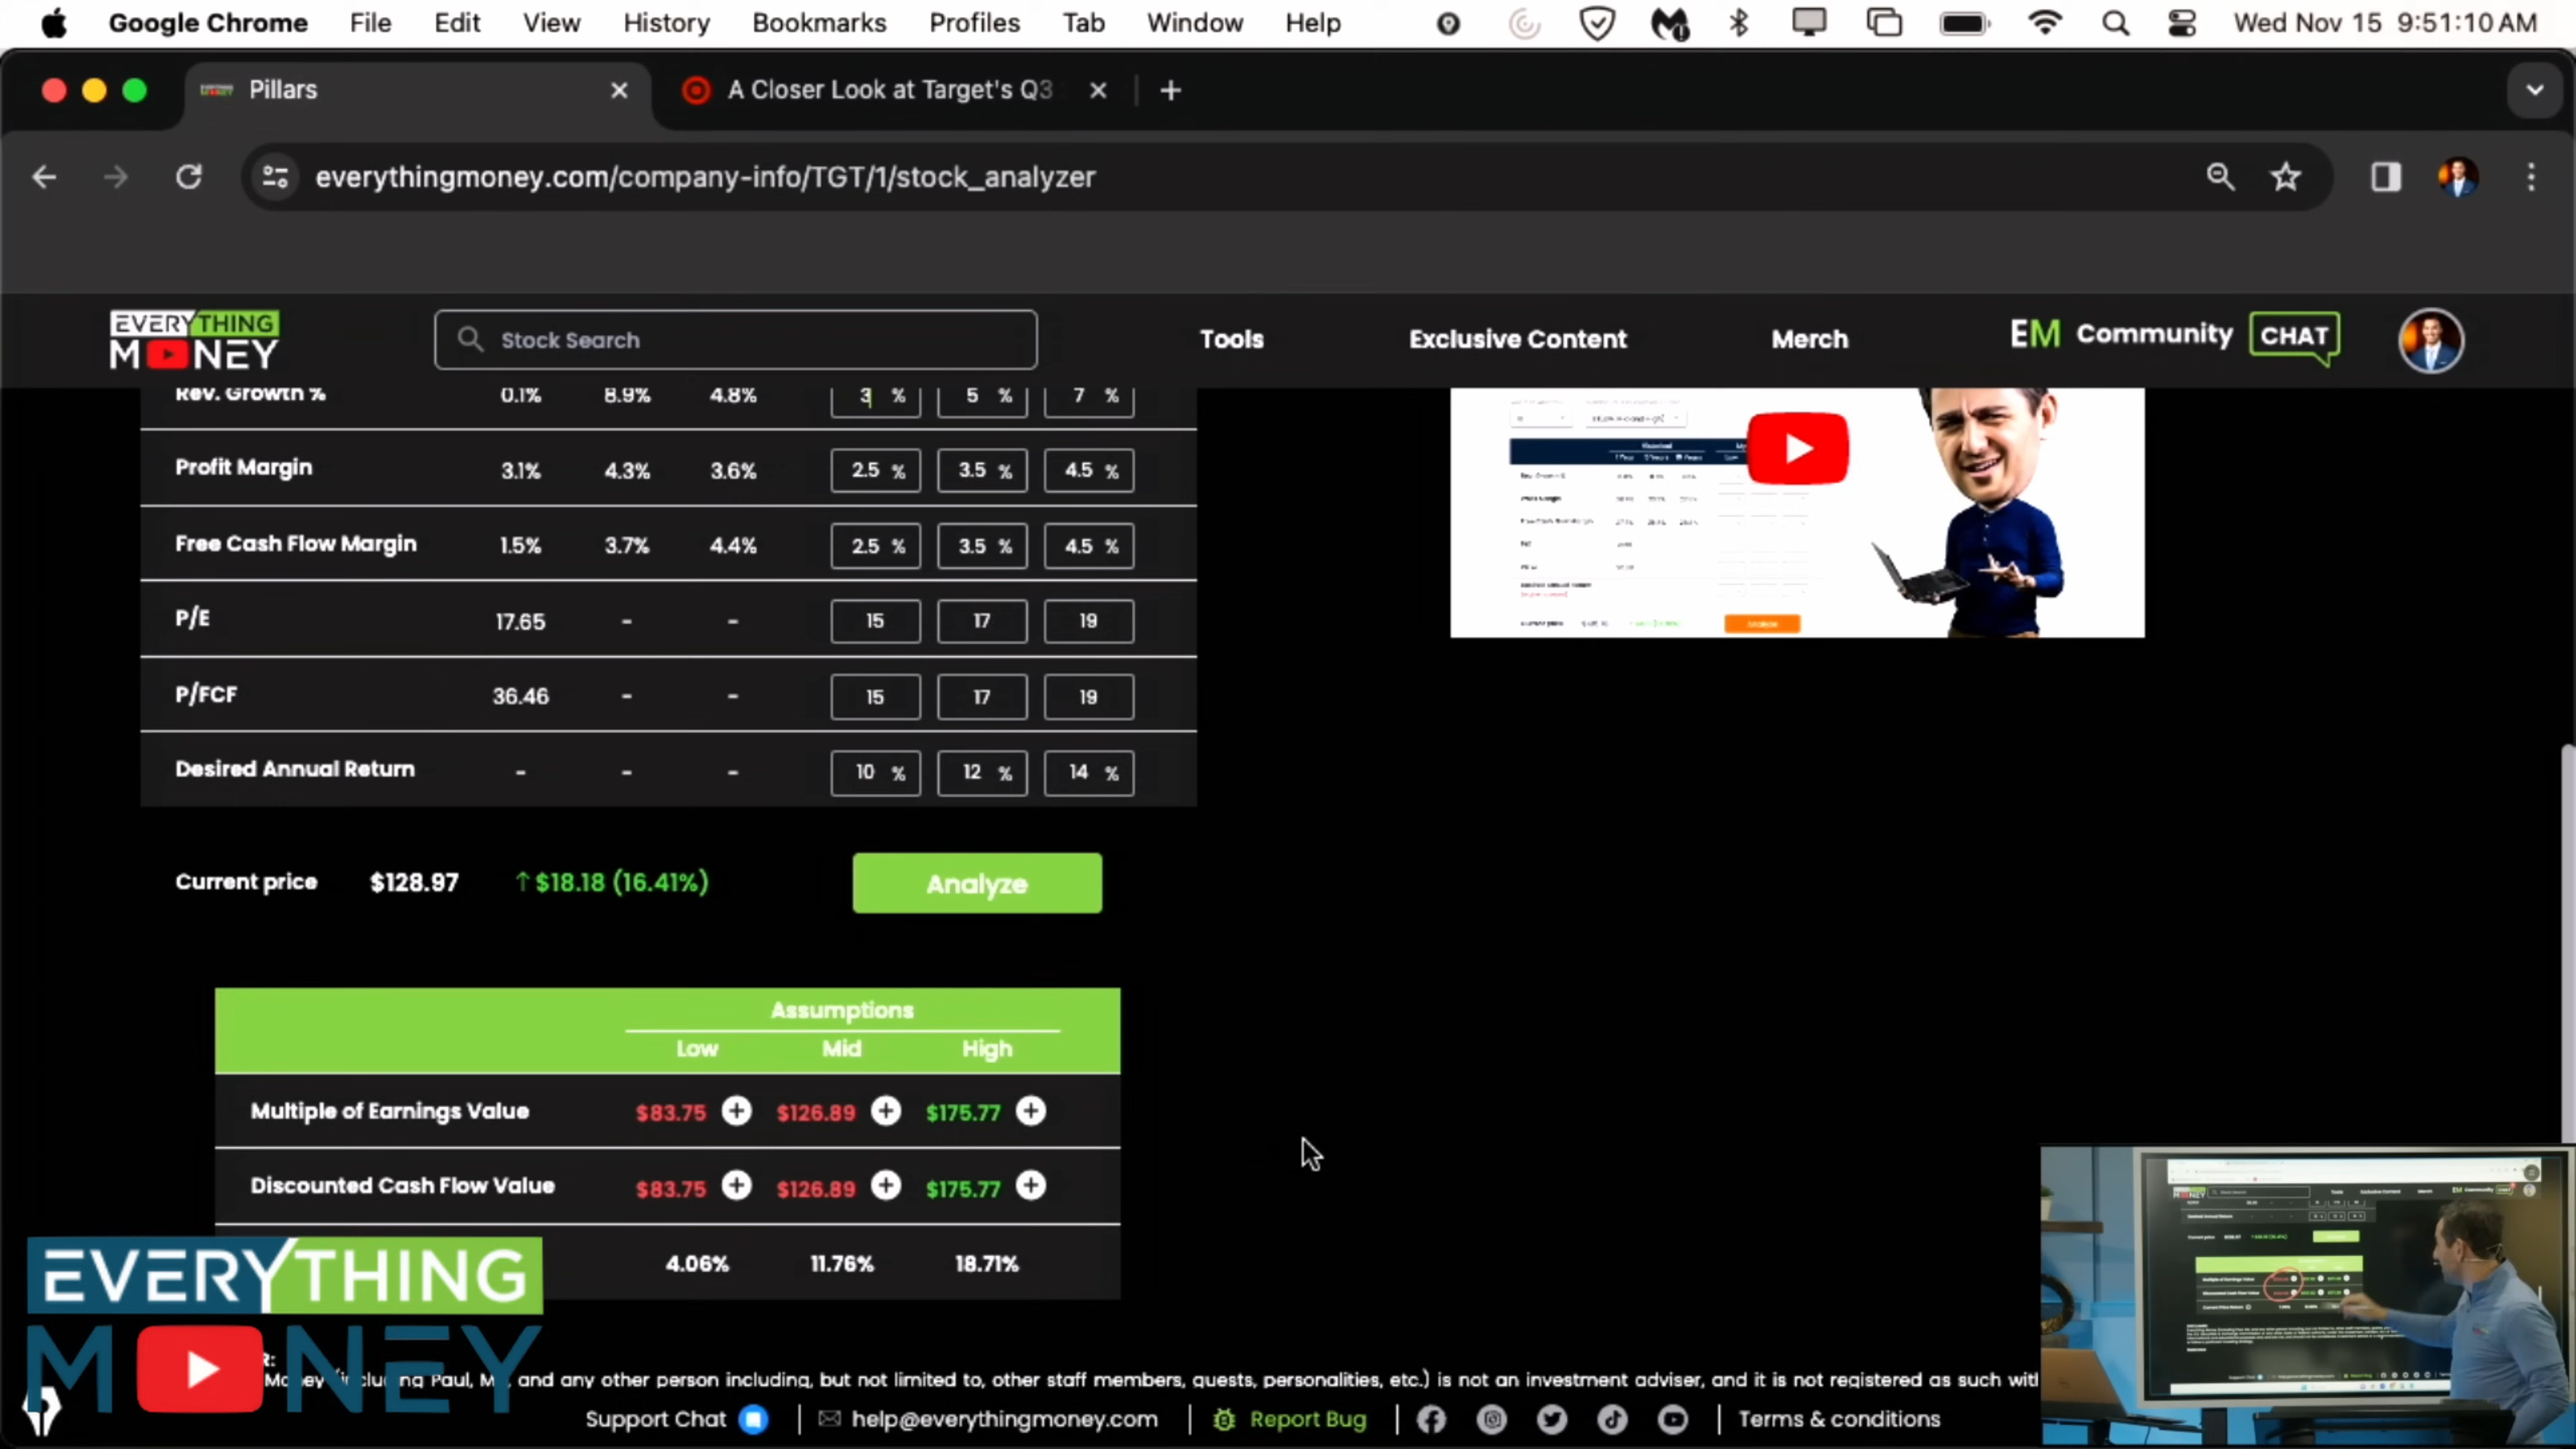 Google Chrome File Edit View History Bookmarks Profiles Tab Window Help Wed Nov 15 9:51:10 AM
Pillars A Closer Look at Target's Q3
everythingmoney.com/company-info/TGT/1/stock_analyzer
EVERYTHING MONEY Stock Search Tools Exclusive Content Merch EM Community CHAT
Rev. Growth % 0.1% 8.9% 4.8% 3 % 5 % 7 %
Profit Margin 3.1% 4.3% 3.6% 2.5 % 3.5 % 4.5 %
Free Cash Flow Margin 1.5% 3.7% 4.4% 2.5 % 3.5 % 4.5 %
P/E 17.65 - - 15 17 19
P/FCF 36.46 - - 15 17 19
Desired Annual Return - - - 10 % 12 % 14 %
Current price $128.97 ↑ $18.18 (16.41%) Analyze
Assumptions
Low Mid High
Multiple of Earnings Value $83.75 $126.89 $175.77
Discounted Cash Flow Value $83.75 $126.89 $175.77
4.06% 11.76% 18.71%
EVERYTHING
MONEY
R:
Money (including Paul, M, and any other person including, but not limited to, other staff members, guests, personalities, etc.) is not an investment adviser, and it is not registered as such wit
Support Chat | help@everythingmoney.com | Report Bug | Terms & conditions